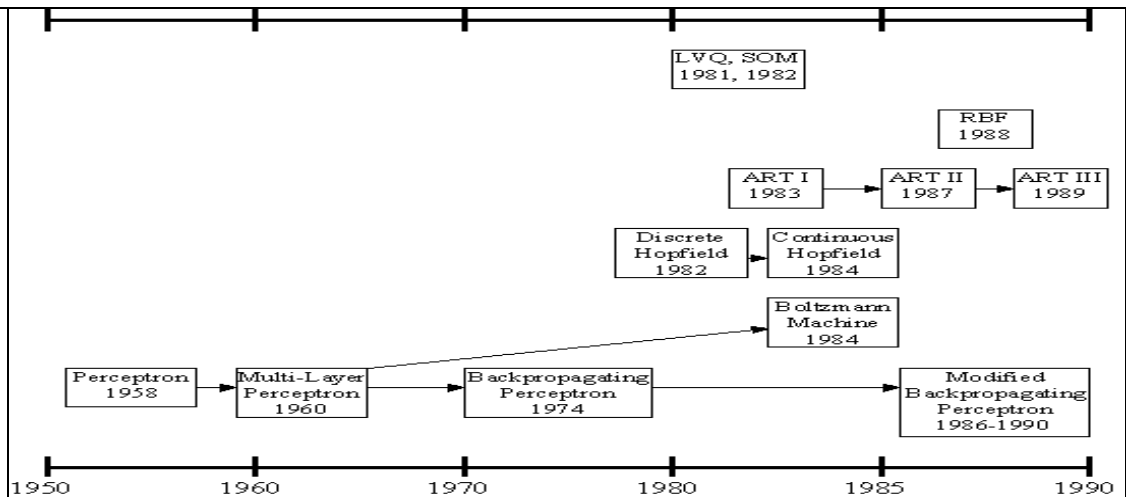 LVQ, SOM
1981, 1982
RBF
1988
ART I
1983
ART II
1987
ART III
1989
Discrete
Hopfield
1982
Continuous
Hopfield
1984
Boltzmann
Machine
1984
Perceptron
1958
Multi-Layer
Perceptron
1960
Backpropagating
Perceptron
1974
Modified
Backpropagating
Perceptron
1986-1990
1950
1960
1970
1980
1985
1990